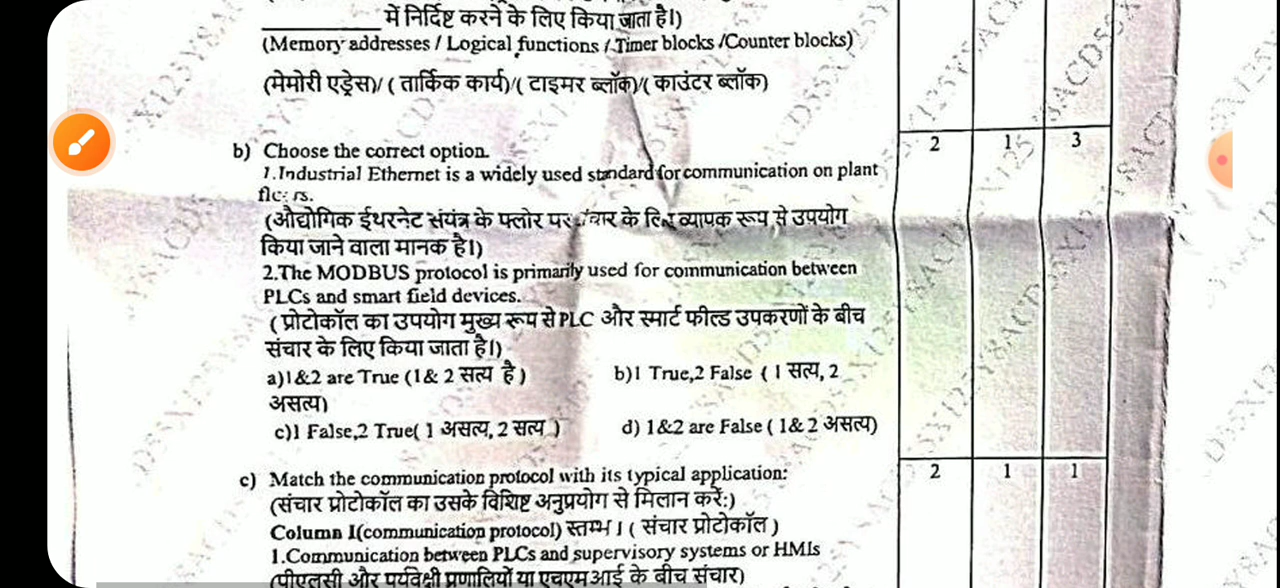 ________ में निर्दिष्ट करने के लिए किया जाता है।)
(Memory addresses / Logical functions / Timer blocks /Counter blocks)
(मेमोरी एड्रेस)/ ( तार्किक कार्य)/( टाइमर ब्लॉक)/( काउंटर ब्लॉक)
b) Choose the correct option. 2 1 3
1.Industrial Ethernet is a widely used standard for communication on plant
(औद्योगिक ईथरनेट संयंत्र के फ्लोर पर के व्यापक रूप से उपयोग
किया जाने वाला मानक है।)
2.The MODBUS protocol is primarily used for communication between
PLCs and smart field devices.
( प्रोटोकॉल का उपयोग मुख्य रूप से PLC और स्मार्ट फील्ड उपकरणों के बीच
संचार के लिए किया जाता है।)
a)1&2 are True (1& 2 सत्य है ) b)1 True,2 False ( 1 सत्य, 2
असत्य)
c)1 False,2 True( 1 असत्य, 2 सत्य ) d) 1&2 are False ( 1& 2 असत्य)
c) Match the communication protocol with its typical application: 2 1 1
(संचार प्रोटोकॉल का उसके विशिष्ट अनुप्रयोग से मिलान करें:)
Column I(communication protocol) स्तम्भ I ( संचार प्रोटोकॉल )
1.Communication between PLCs and supervisory systems or HMIs
(पीएलसी और पर्यवेक्षी प्रणालियों या एचएमआई के बीच संचार)